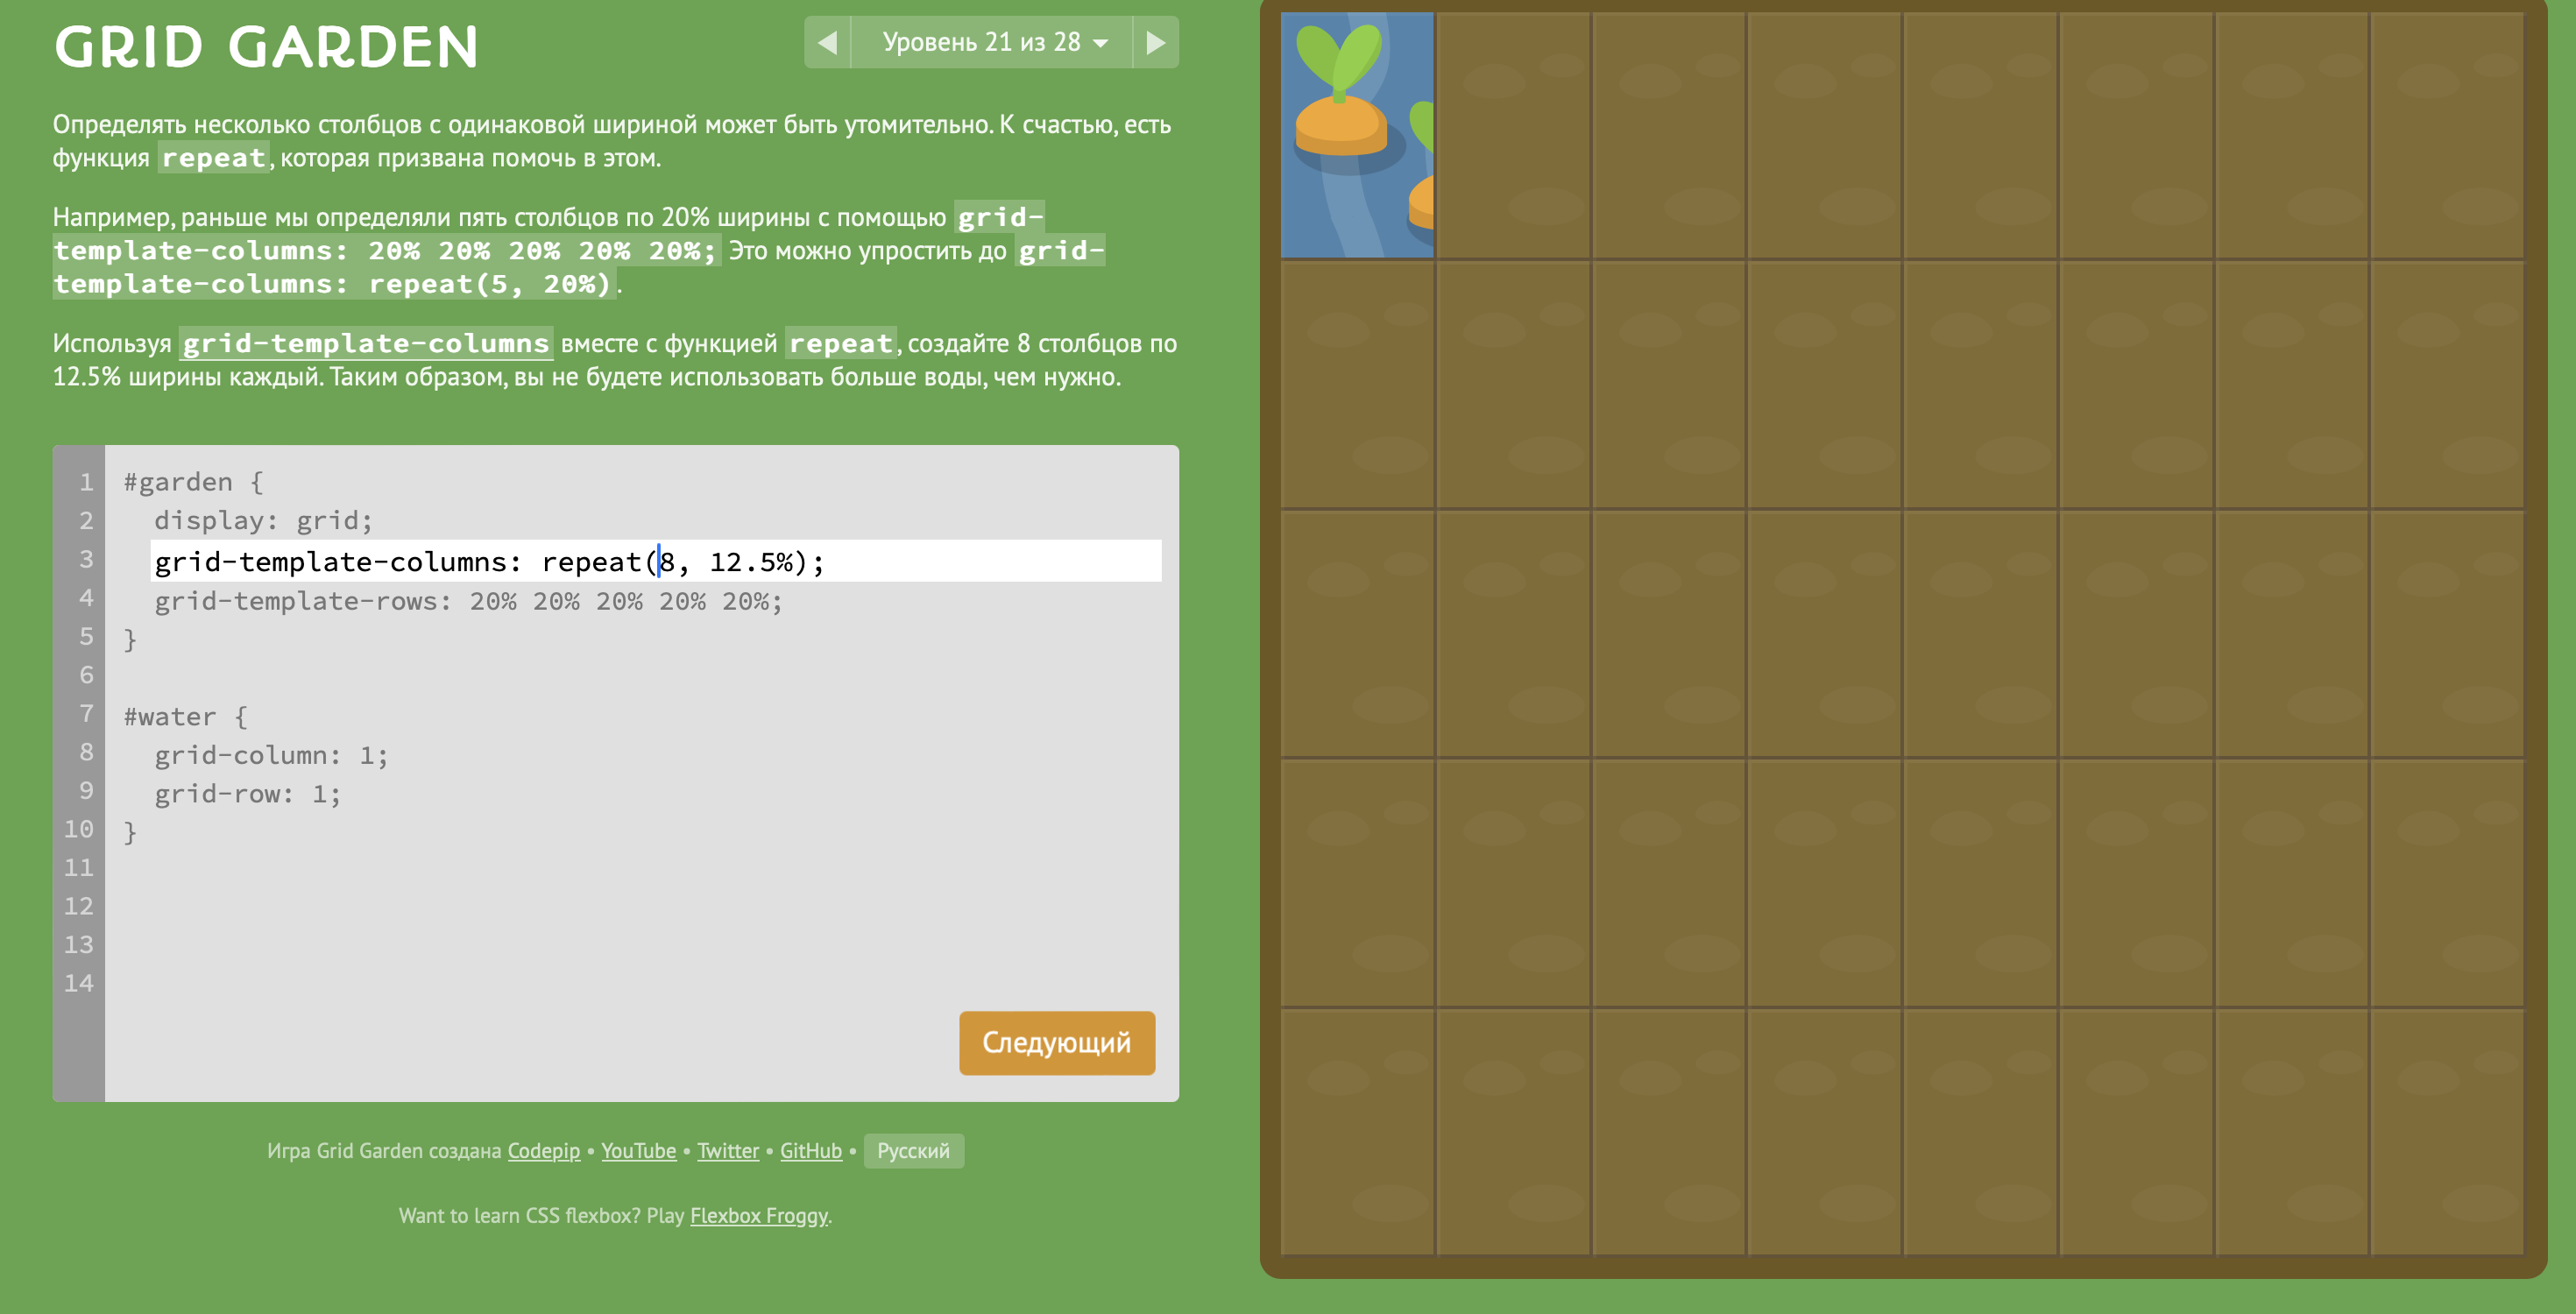 GRID GARDEN
Уровень 21 из 28
Определять несколько столбцов с одинаковой шириной может быть утомительно. К счастью, есть
функция repeat, которая призвана помочь в этом.
Например, раньше мы определяли пять столбцов по 20% ширины с помощью grid-
template-columns: 20% 20% 20% 20% 20%; Это можно упростить до grid-
template-columns: repeat(5, 20%).
Используя grid-template-columns вместе с функцией repeat, создайте 8 столбцов по
12.5% ширины каждый. Таким образом, вы не будете использовать больше воды, чем нужно.
1 #garden {
2 display: grid;
3 grid-template-columns: repeat(8, 12.5%);
4 grid-template-rows: 20% 20% 20% 20% 20%;
5 }
6
7 #water {
8 grid-column: 1;
9 grid-row: 1;
10 }
11
12
13
14
Следующий
Игра Grid Garden создана Codepip • YouTube • Twitter • GitHub • Русский
Want to learn CSS flexbox? Play Flexbox Froggy.